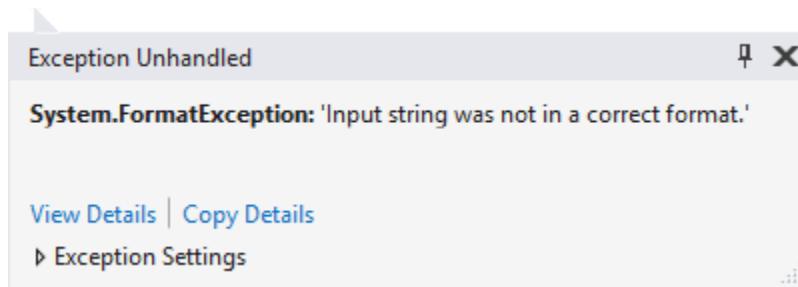 Exception Unhandled
System.FormatException: 'Input string was not in a correct format.'
View Details | Copy Details
Exception Settings